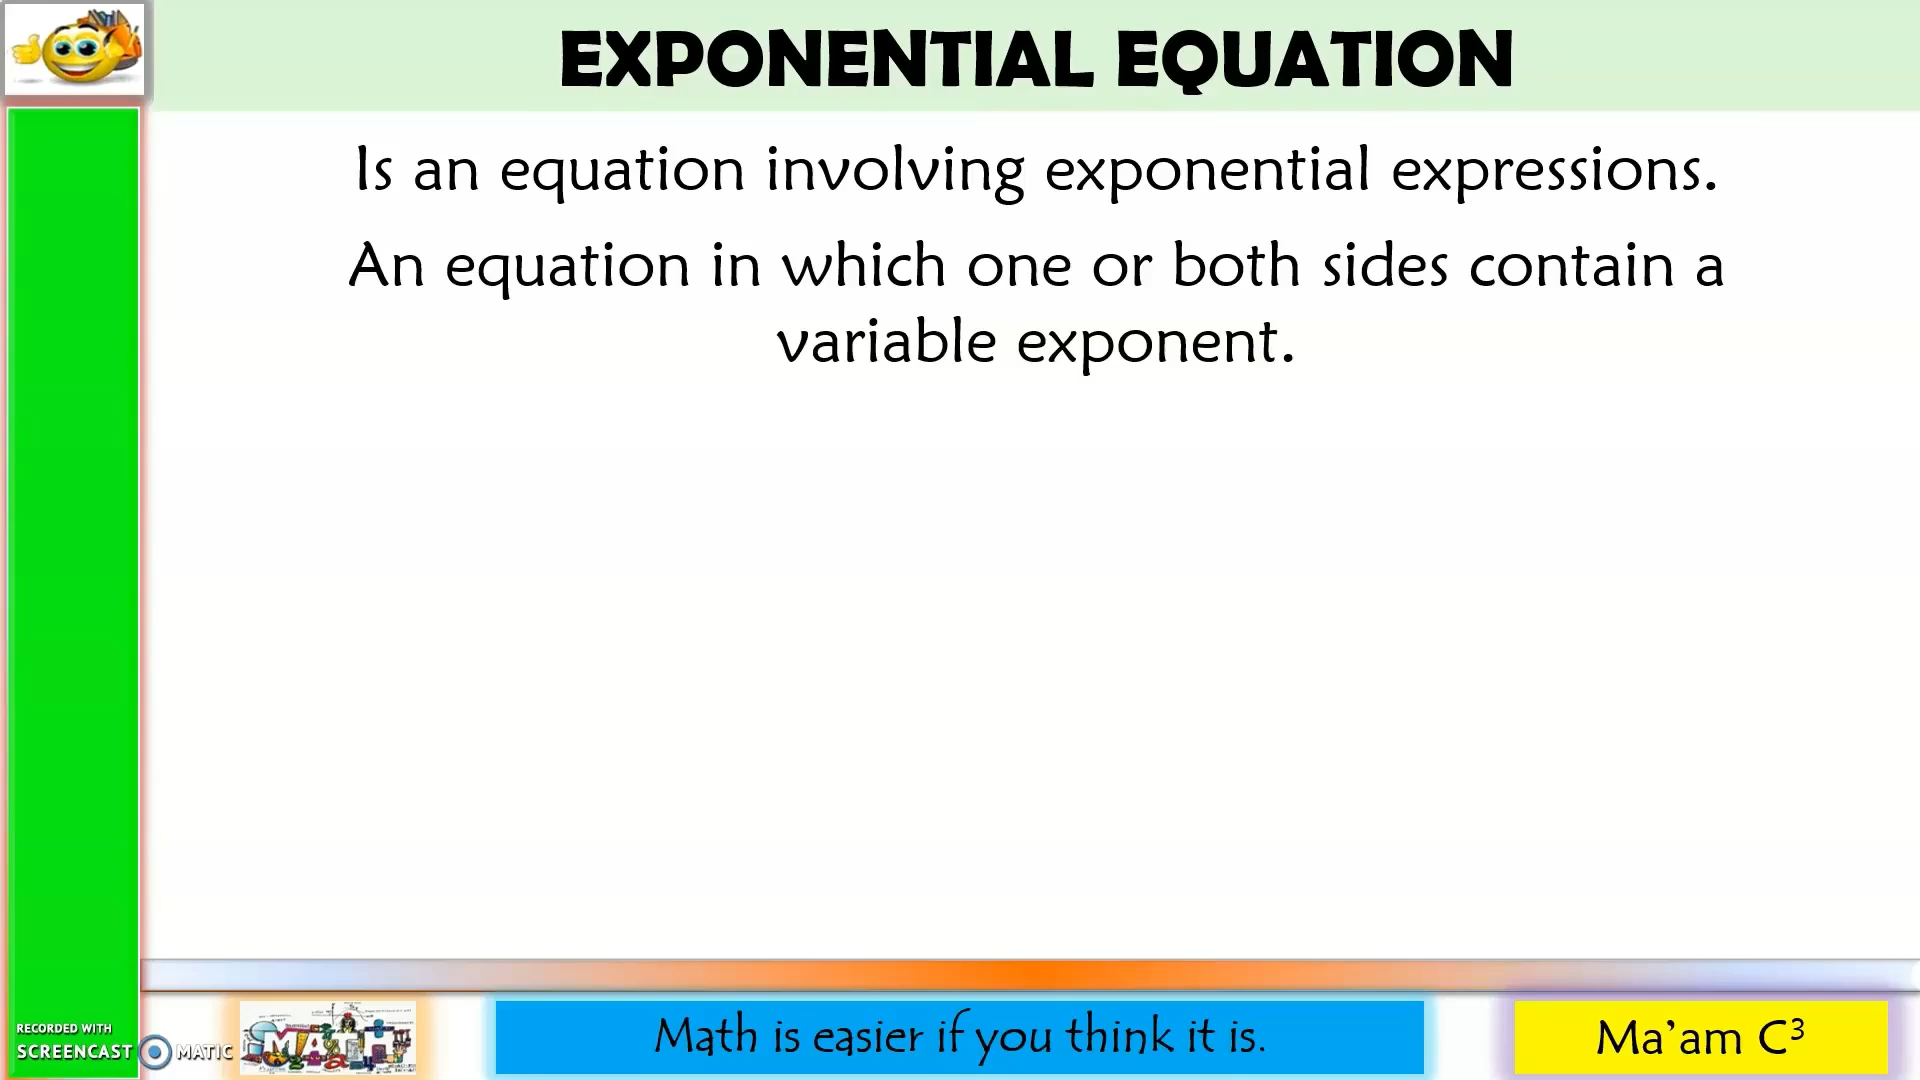 EXPONENTIAL EQUATION
Is an equation involving exponential expressions.
An equation in which one or both sides contain a
variable exponent.
RECORDED WITH
SCREENCAST MATIC
MATH
Math is easier if you think it is.
Ma'am C³